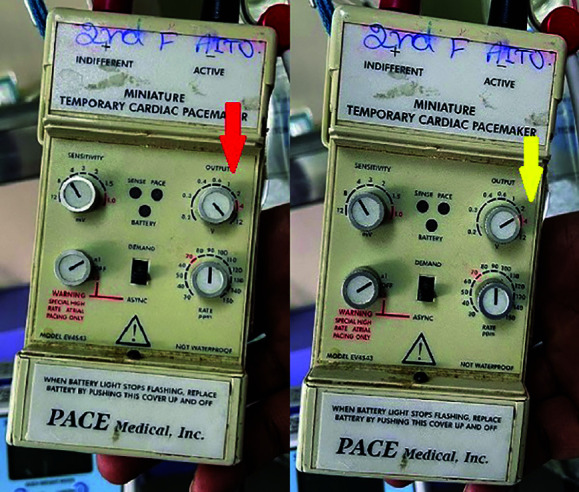 2nd F AITU
+ −
INDIFFERENT ACTIVE
MINIATURE
TEMPORARY CARDIAC PACEMAKER
SENSITIVITY
OUTPUT
SENSE PACE
BATTERY
mV
V
DEMAND
ASYNC
RATE
ppm
WARNING
SPECIAL HIGH
RATE ATRIAL
PACING ONLY
MODEL EV4543
NOT WATERPROOF
WHEN BATTERY LIGHT STOPS FLASHING, REPLACE
BATTERY BY PUSHING THIS COVER UP AND OFF
PACE Medical, Inc.
2nd F AITU
+ −
INDIFFERENT ACTIVE
MINIATURE
TEMPORARY CARDIAC PACEMAKER
SENSITIVITY
OUTPUT
SENSE PACE
BATTERY
mV
V
DEMAND
ASYNC
RATE
ppm
WARNING
SPECIAL HIGH
RATE ATRIAL
PACING ONLY
MODEL EV4543
NOT WATERPROOF
WHEN BATTERY LIGHT STOPS FLASHING, REPLACE
BATTERY BY PUSHING THIS COVER UP AND OFF
PACE Medical, Inc.